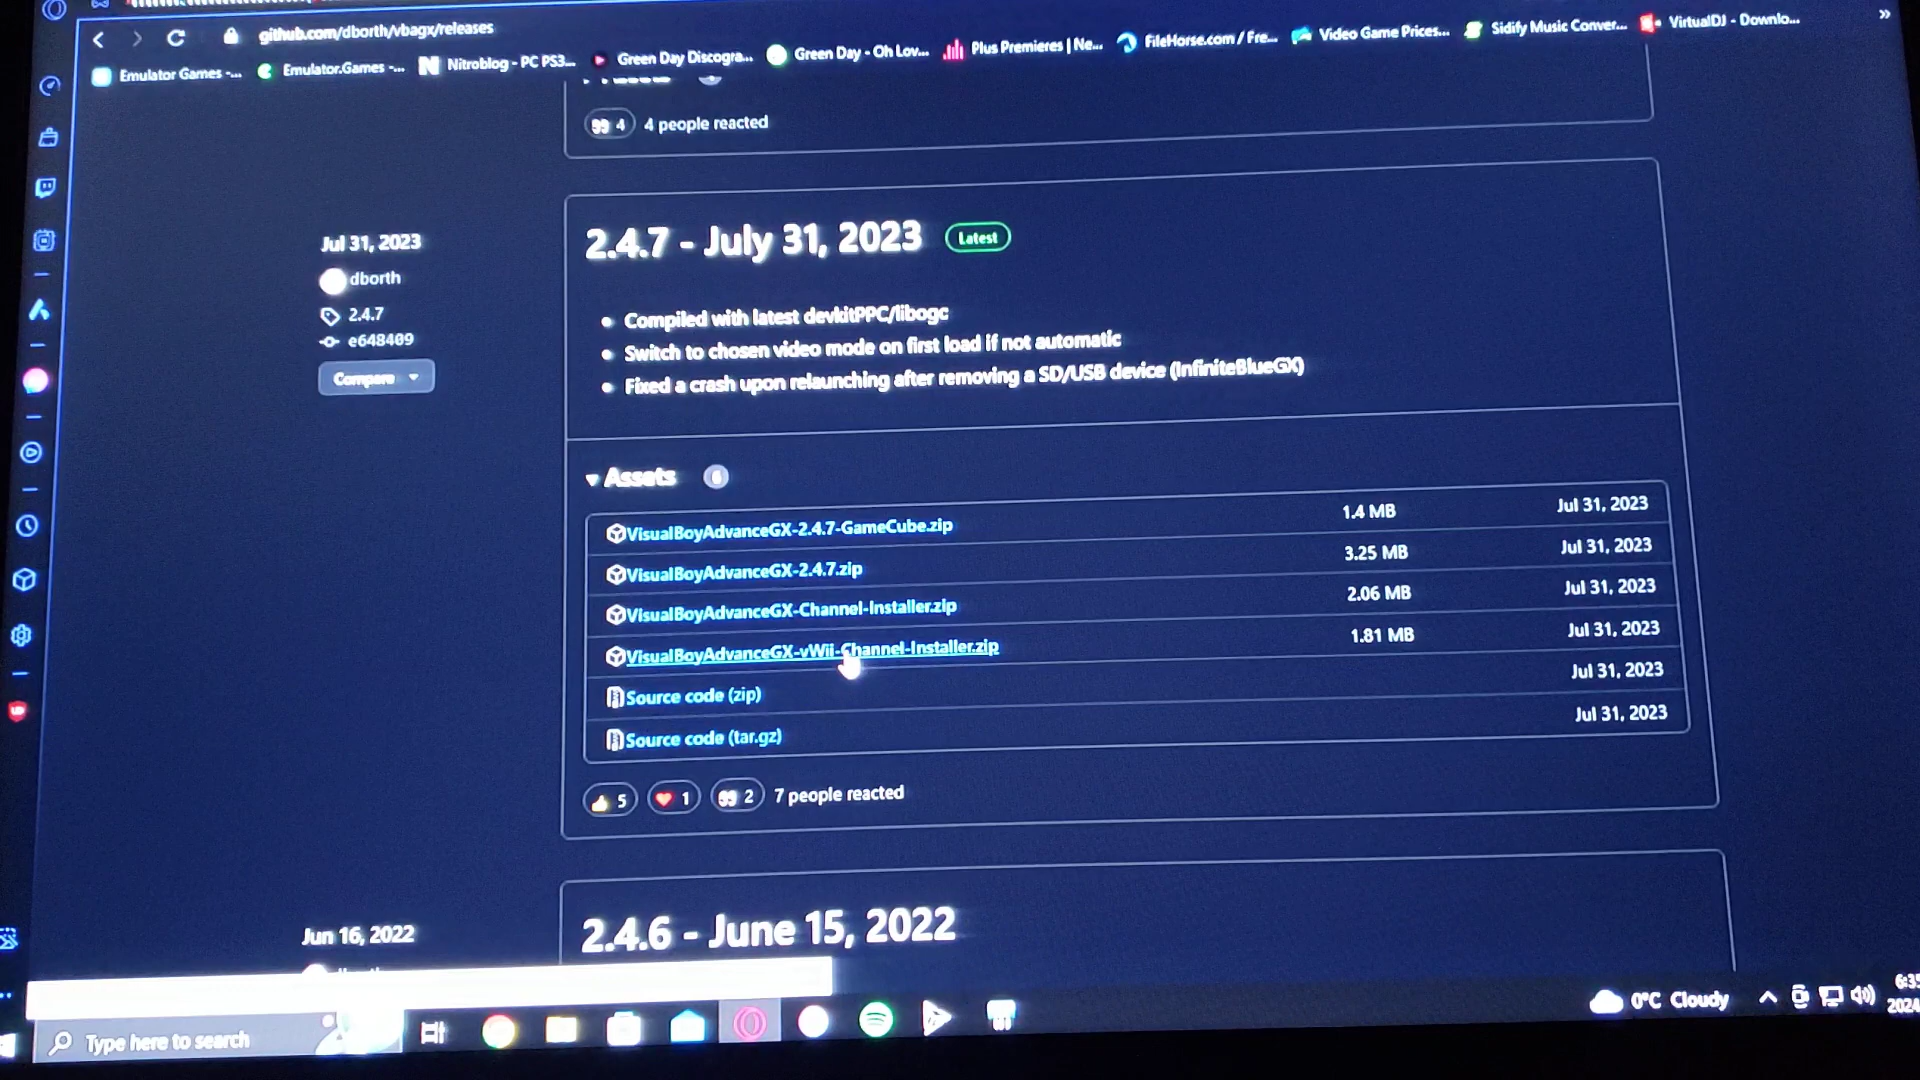 github.com/dborth/vbagx/releases
Emulator Games -...
Emulator.Games -...
Nitroblog - PC PS3...
Green Day Discogra...
Green Day - Oh Lov...
Plus Premieres | Ne...
FileHorse.com / Fre...
Video Game Prices...
Sidify Music Conver...
VirtualDJ - Downlo...
4 4 people reacted
Jul 31, 2023
dborth
2.4.7
e648409
Compare
2.4.7 - July 31, 2023 Latest
Compiled with latest devkitPPC/libogc
Switch to chosen video mode on first load if not automatic
Fixed a crash upon relaunching after removing a SD/USB device (InfiniteBlueGX)
Assets 6
VisualBoyAdvanceGX-2.4.7-GameCube.zip 1.4 MB Jul 31, 2023
VisualBoyAdvanceGX-2.4.7.zip 3.25 MB Jul 31, 2023
VisualBoyAdvanceGX-Channel-Installer.zip 2.06 MB Jul 31, 2023
VisualBoyAdvanceGX-vWii-Channel-Installer.zip 1.81 MB Jul 31, 2023
Source code (zip) Jul 31, 2023
Source code (tar.gz) Jul 31, 2023
5 1 2 7 people reacted
Jun 16, 2022
2.4.6 - June 15, 2022
Type here to search
0°C Cloudy
6:35
2024